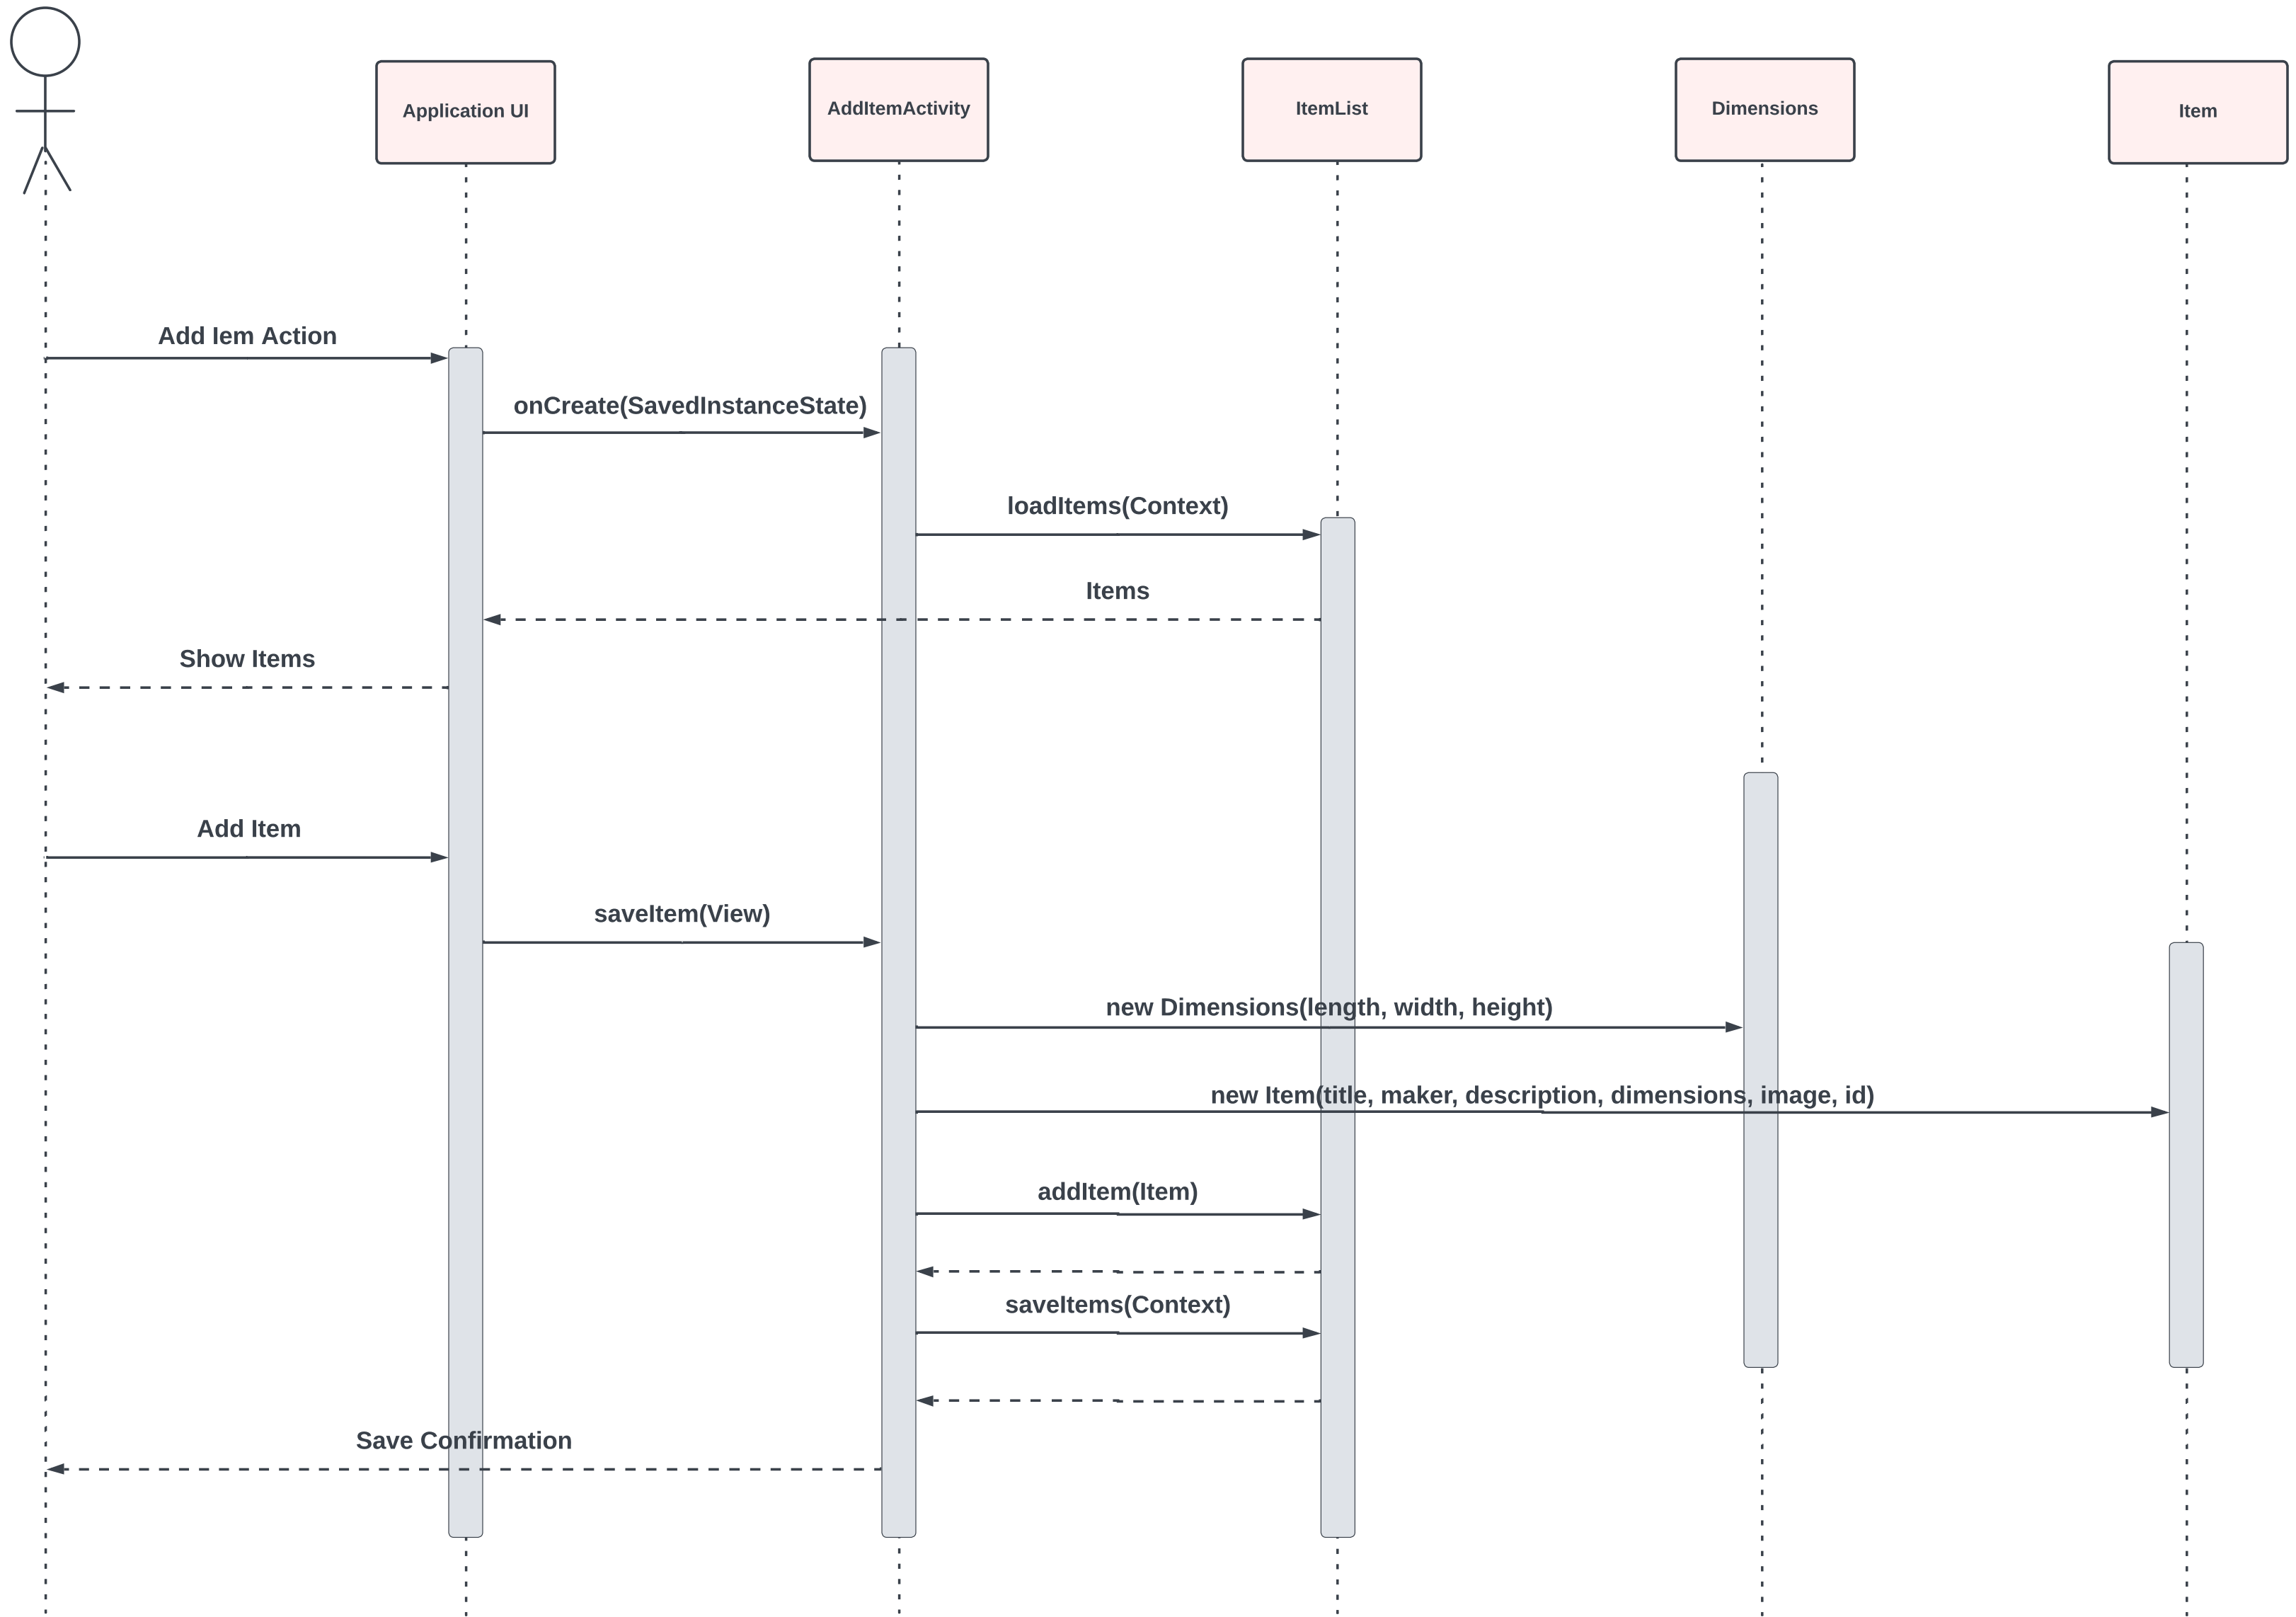 Application UI
AddItemActivity
ItemList
Dimensions
Item
Add Iem Action
onCreate(SavedInstanceState)
loadItems(Context)
Items
Show Items
Add Item
saveItem(View)
new Dimensions(length, width, height)
new Item(title, maker, description, dimensions, image, id)
addItem(Item)
saveItems(Context)
Save Confirmation